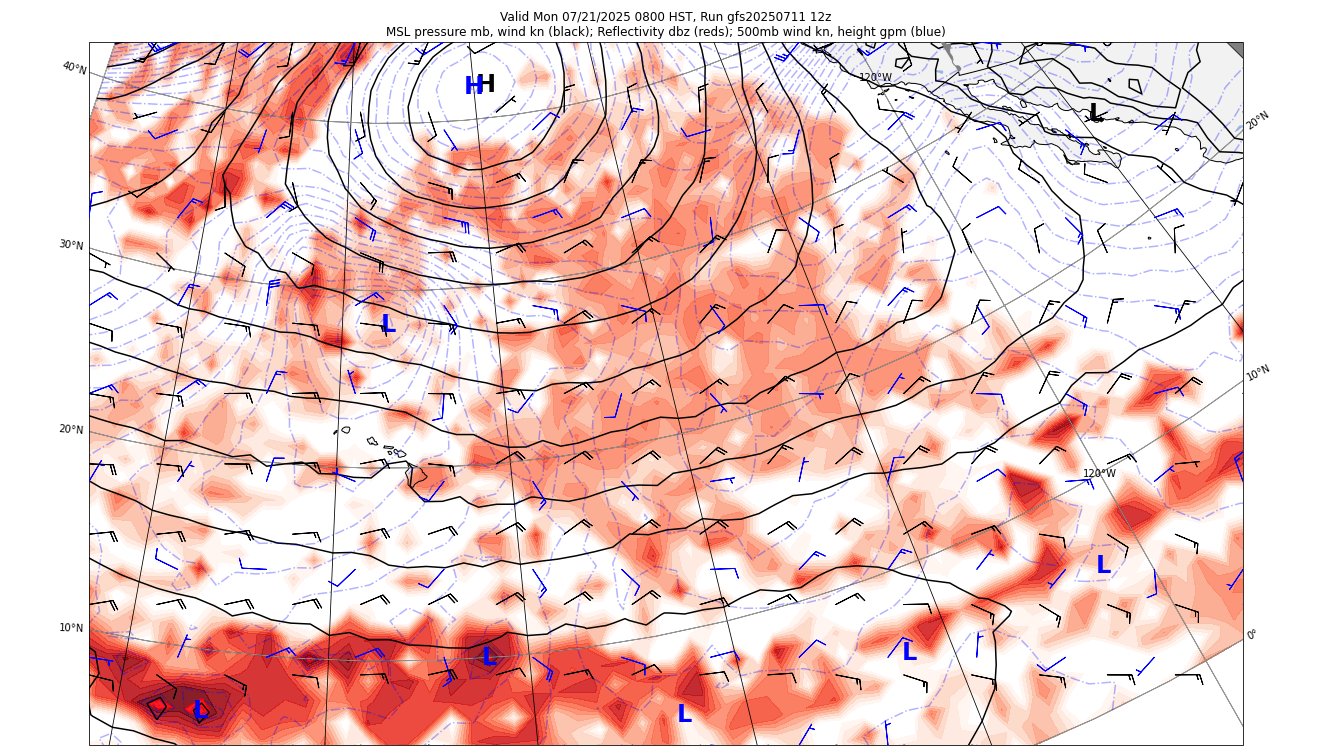 Valid Mon 07/21/2025 0800 HST, Run gfs20250711 12z
MSL pressure mb, wind kn (black); Reflectivity dbz (reds); 500mb wind kn, height gpm (blue)
40°N
H
H
120°W
L
20°N
30°N
L
10°N
20°N
120°W
L
10°N
0°
L
L
L
L